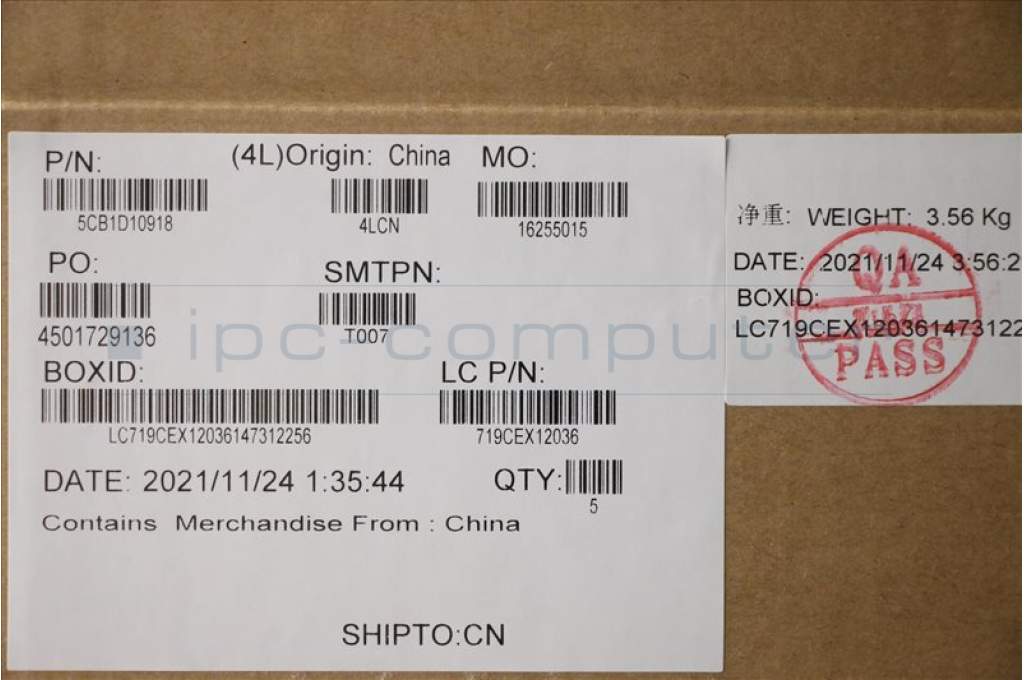 P/N: (4L)Origin: China MO:
5CB1D10918 4LCN 16255015
PO: SMTPN:
4501729136 T007
BOXID: LC P/N:
LC719CEX12036147312256 719CEX12036
DATE: 2021/11/24 1:35:44 QTY:
5
Contains Merchandise From : China
SHIPTO:CN
净重: WEIGHT: 3.56 Kg
DATE: 2021/11/24 3:56:2
BOXID:
LC719CEX120361473122
QA
PASS
ipc-compute